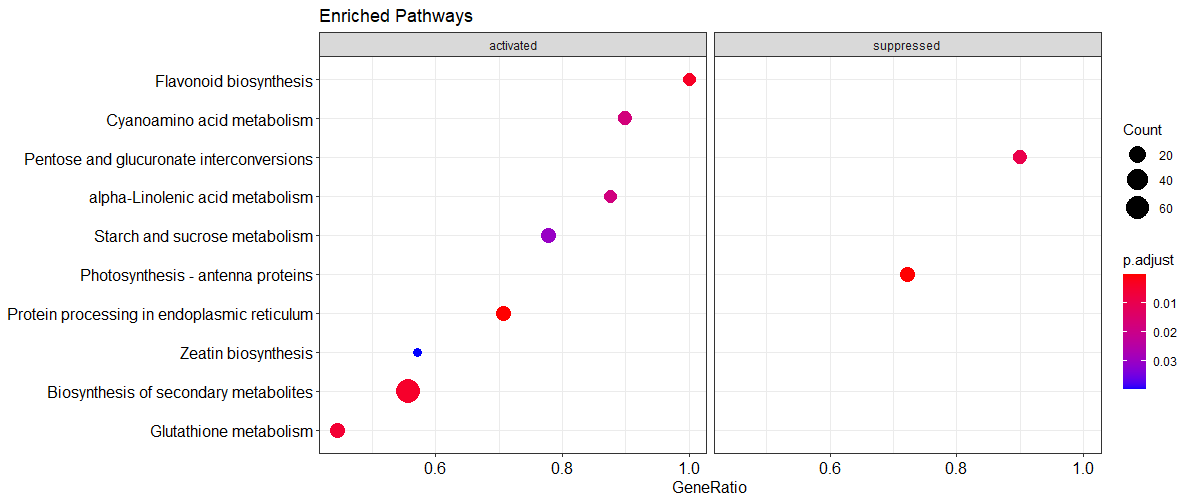 Enriched Pathways
activated
suppressed
Flavonoid biosynthesis
Cyanoamino acid metabolism
Pentose and glucuronate interconversions
alpha-Linolenic acid metabolism
Starch and sucrose metabolism
Photosynthesis - antenna proteins
Protein processing in endoplasmic reticulum
Zeatin biosynthesis
Biosynthesis of secondary metabolites
Glutathione metabolism
0.6 0.8 1.0
0.6 0.8 1.0
GeneRatio
Count
20
40
60
p.adjust
0.01
0.02
0.03